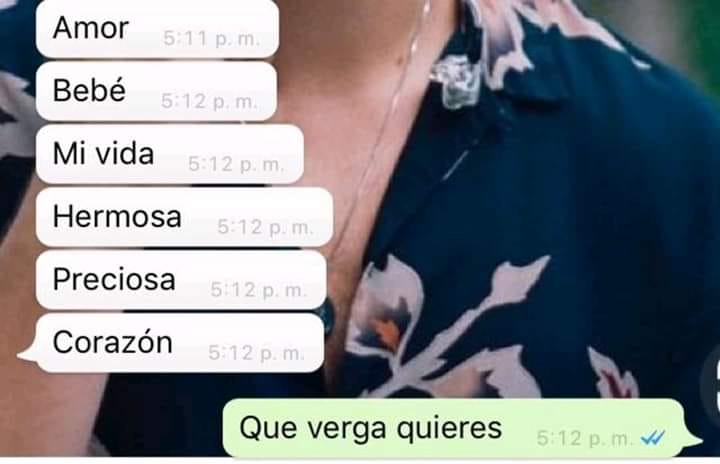 Amor 5:11 p. m.
Bebé 5:12 p. m.
Mi vida 5:12 p. m.
Hermosa 5:12 p. m.
Preciosa 5:12 p. m.
Corazón 5:12 p. m.
Que verga quieres 5:12 p. m.